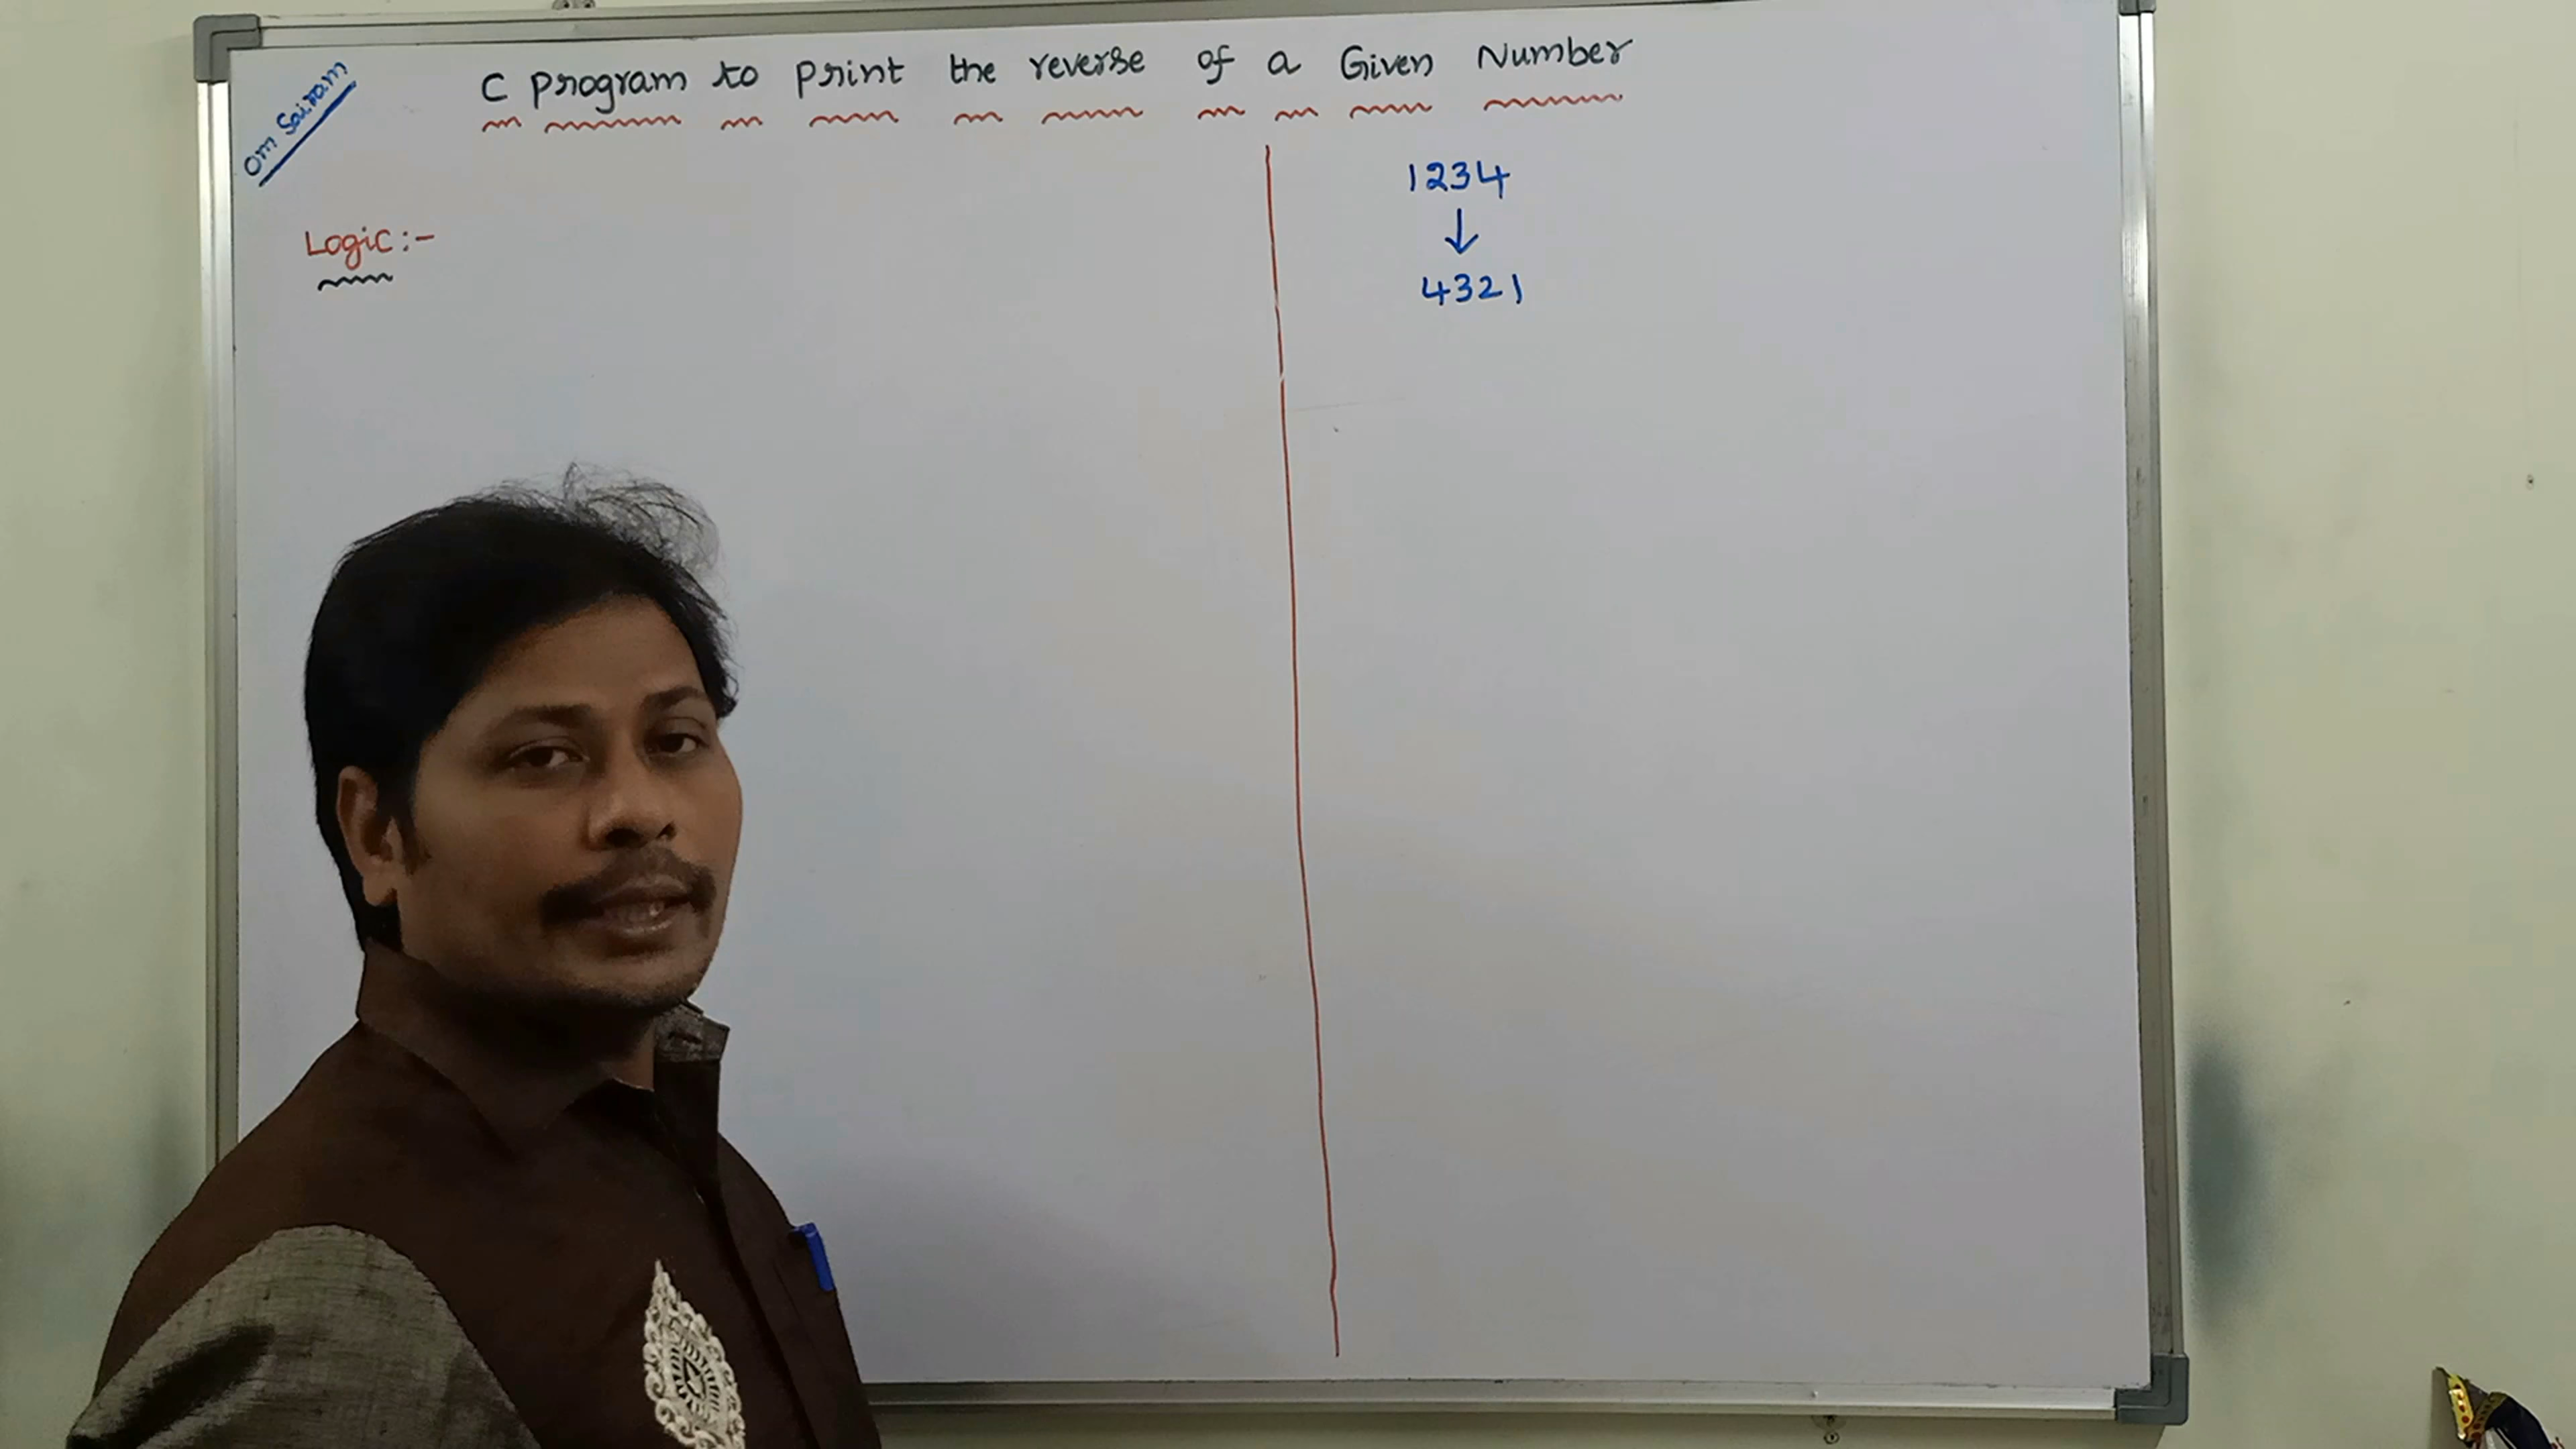 Om Sairam
C program to print the reverse of a Given Number
Logic :-
1234
↓
4321